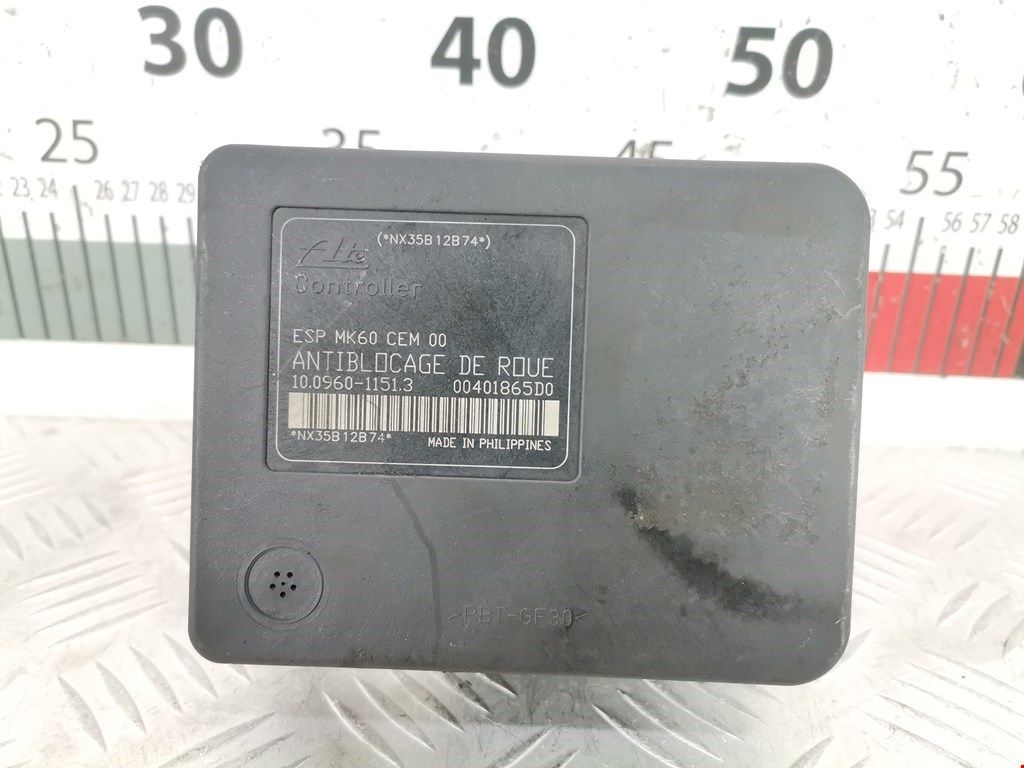 30 40 50
25 35 45 55
23 24 26 27 28 29 54 56 57 58
(*NX35B12B74*)
Ate
Controller
ESP MK60 CEM 00
ANTIBLOCAGE DE ROUE
10.0960-1151.3 00401865D0
*NX35B12B74*
MADE IN PHILIPPINES
>PBT-GF30<